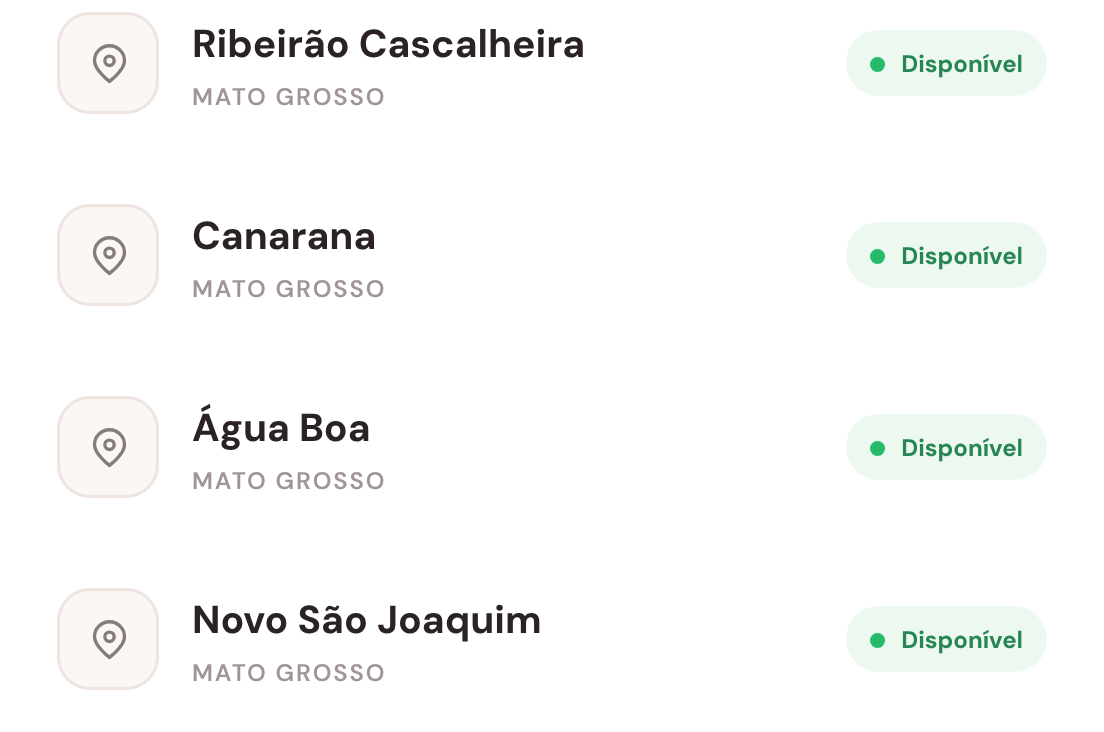 Ribeirão Cascalheira
MATO GROSSO
Disponível
Canarana
MATO GROSSO
Disponível
Água Boa
MATO GROSSO
Disponível
Novo São Joaquim
MATO GROSSO
Disponível